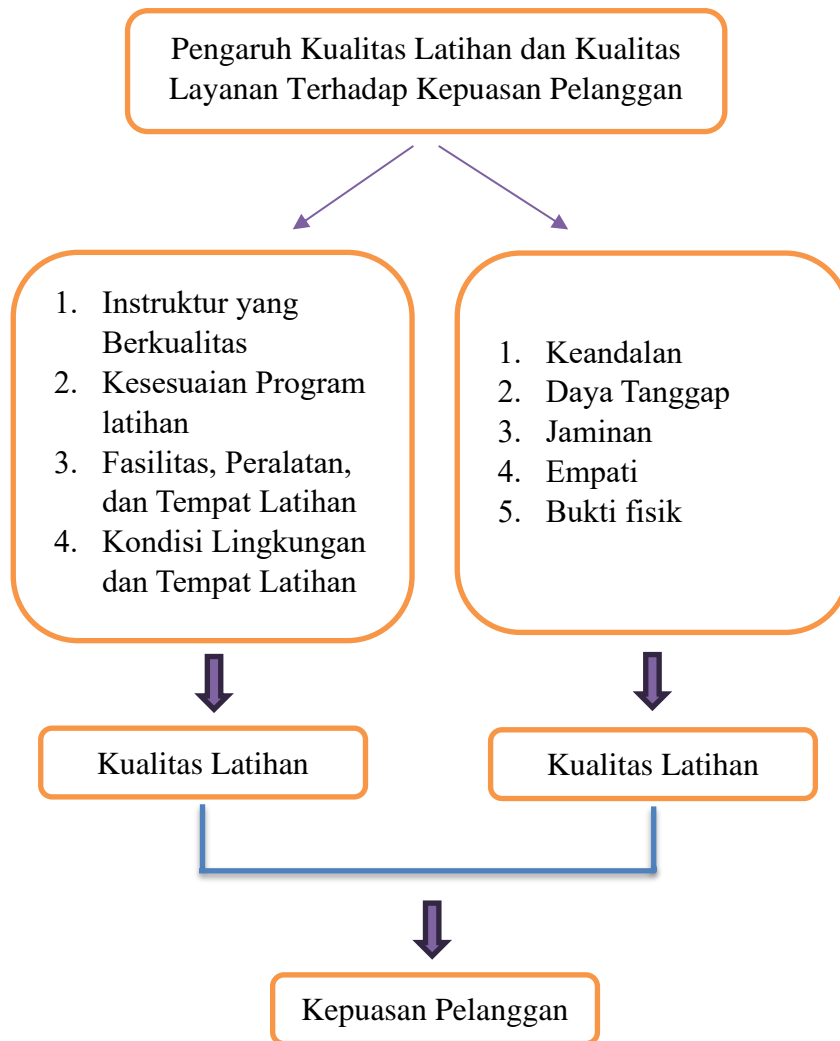 Pengaruh Kualitas Latihan dan Kualitas
Layanan Terhadap Kepuasan Pelanggan
1. Instruktur yang
Berkualitas
2. Kesesuaian Program
latihan
3. Fasilitas, Peralatan,
dan Tempat Latihan
4. Kondisi Lingkungan
dan Tempat Latihan
1. Keandalan
2. Daya Tanggap
3. Jaminan
4. Empati
5. Bukti fisik
Kualitas Latihan
Kualitas Latihan
Kepuasan Pelanggan